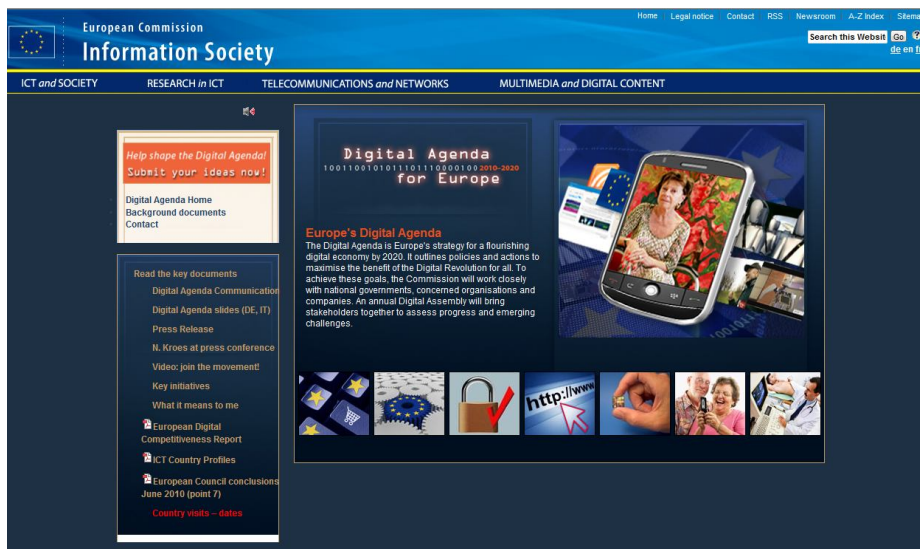 Home Legal notice Contact RSS Newsroom A-Z Index Sitema
European Commission
Information Society
Search this Websit Go
de en fr
ICT and SOCIETY RESEARCH in ICT TELECOMMUNICATIONS and NETWORKS MULTIMEDIA and DIGITAL CONTENT
Help shape the Digital Agenda!
Submit your ideas now!
Digital Agenda Home
Background documents
Contact
Read the key documents
Digital Agenda Communication
Digital Agenda slides (DE, IT)
Press Release
N. Kroes at press conference
Video: join the movement!
Key initiatives
What it means to me
European Digital
Competitiveness Report
ICT Country Profiles
European Council conclusions
June 2010 (point 7)
Country visits – dates
Digital Agenda
2010-2020
for Europe
Europe's Digital Agenda
The Digital Agenda is Europe's strategy for a flourishing
digital economy by 2020. It outlines policies and actions to
maximise the benefit of the Digital Revolution for all. To
achieve these goals, the Commission will work closely
with national governments, concerned organisations and
companies. An annual Digital Assembly will bring
stakeholders together to assess progress and emerging
challenges.
http://www